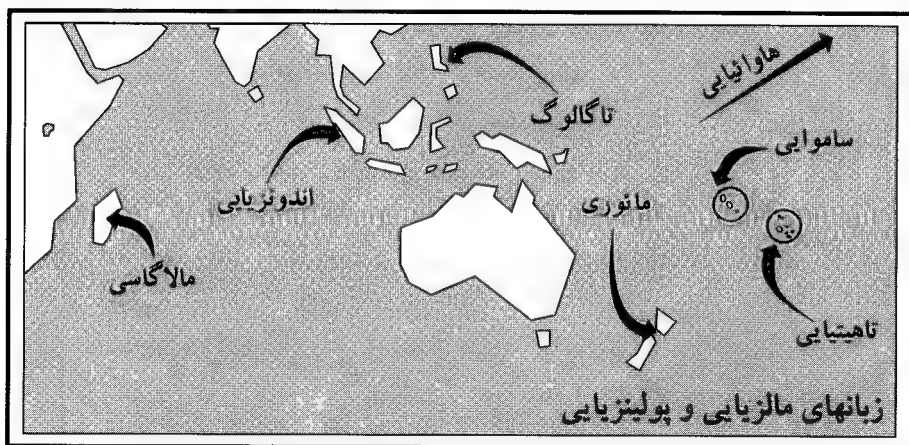 هاوائیایی
تاگالوگ
ساموایی
اندونزیایی
مائوری
مالاگاسی
تاهیتیایی
زبانهای مالزیایی و پولینزیایی